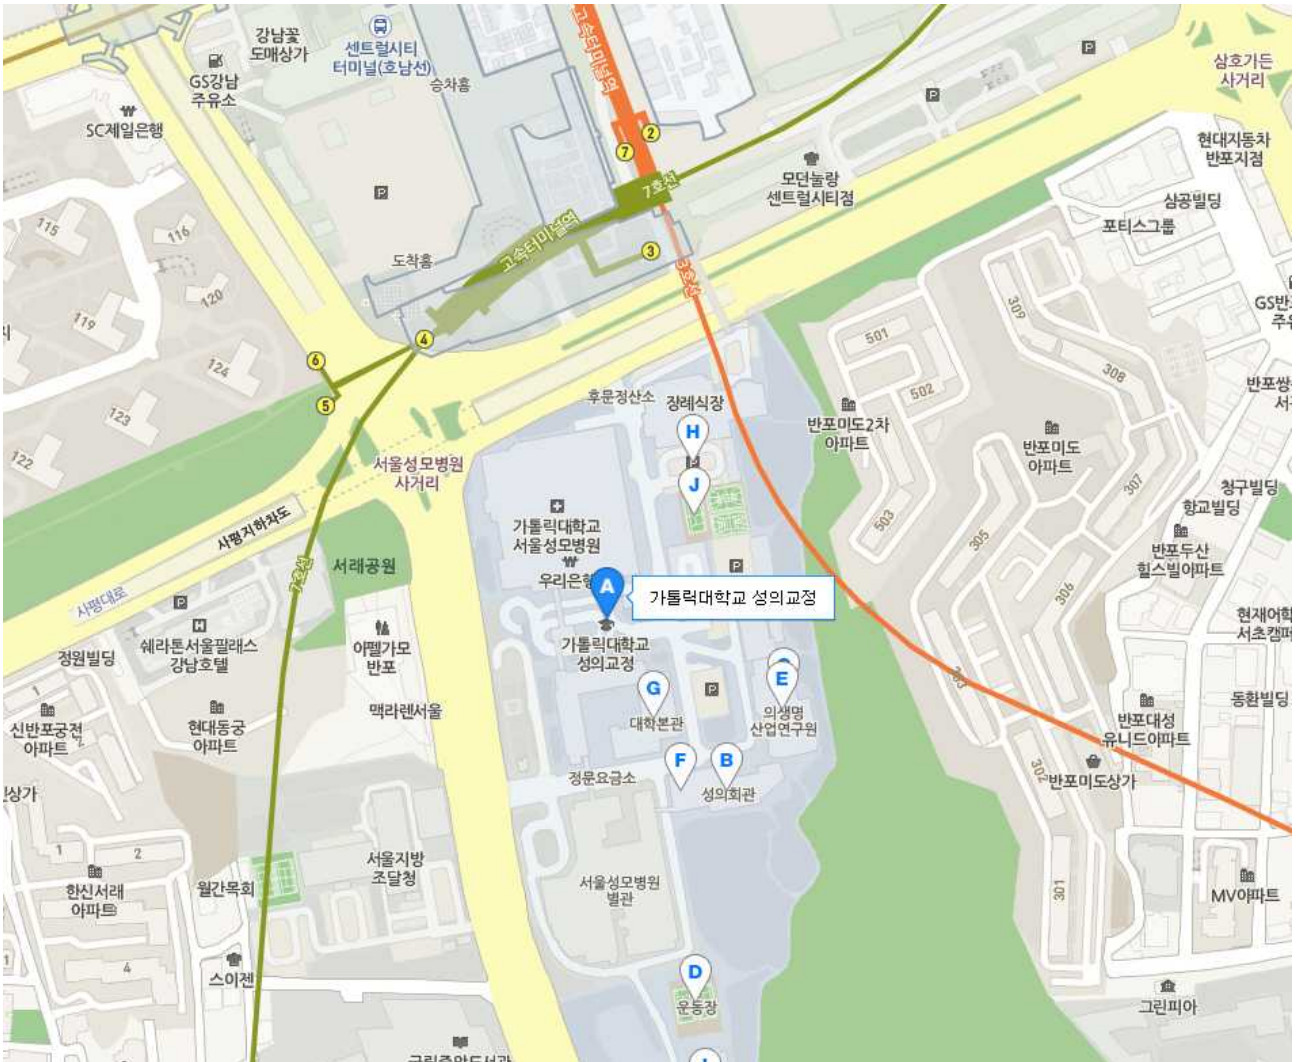 강남꽃
도매상가
센트럴시티
터미널(호남선)
승차홈
GS강남
주유소
SC제일은행
고속터미널역
2
7
7호선
P
P
P
모던눌랑
센트럴시티점
삼호가든
사거리
현대지동차
반포지점
삼공빌딩
포티스그룹
115
116
120
119
124
123
122
도착홈
고속터미널역
3
3호선
4
6
5
501
502
503
309
308
307
305
306
303
302
301
후문정산소
장례식장
H
P
J
반포미도2차
아파트
반포미도
아파트
청구빌딩
향교빌딩
반포두산
힐스빌아파트
서울성모병원
사거리
사평지하차도
사평대로
7호선
서래공원
가톨릭대학교
서울성모병원
우리은행
A
가톨릭대학교 성의교정
가톨릭대학교
성의교정
P
P
H
쉐라톤서울팔래스
강남호텔
정원빌딩
어펠가모
반포
맥라렌서울
현대동궁
아파트
신반포궁전
아파트
1
2
G
대학본관
P
E
의생명
산업연구원
F
B
성의회관
정문요금소
동환빌딩
반포대성
유니드아파트
반포미도상가
MV아파트
서울성모병원
별관
서울지방
조달청
월간목회
한신서래
아파트
1
2
3
4
스이젠
D
운동장
그린피아